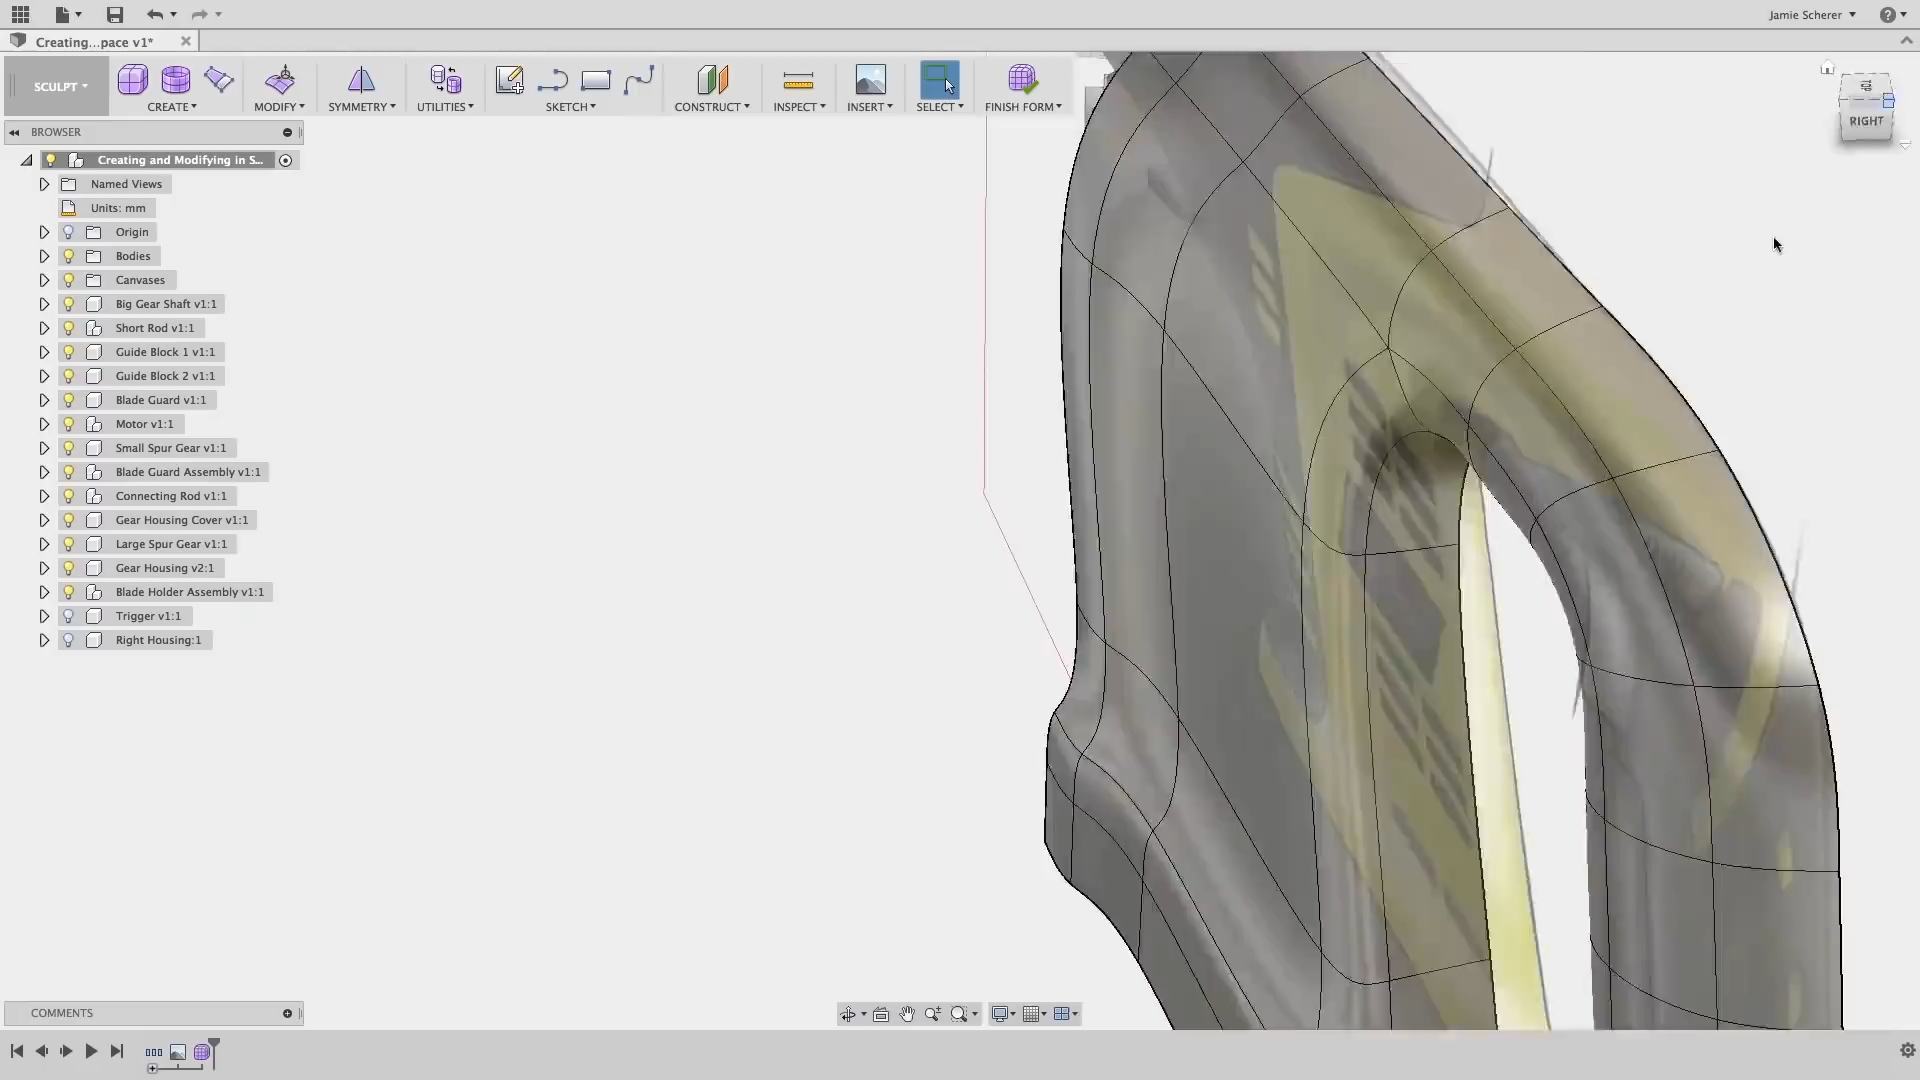 Jamie Scherer
Creating...pace v1*
SCULPT
CREATE
MODIFY
SYMMETRY
UTILITIES
SKETCH
CONSTRUCT
INSPECT
INSERT
SELECT
FINISH FORM
RIGHT
BROWSER
Creating and Modifying in S...
Named Views
Units: mm
Origin
Bodies
Canvases
Big Gear Shaft v1:1
Short Rod v1:1
Guide Block 1 v1:1
Guide Block 2 v1:1
Blade Guard v1:1
Motor v1:1
Small Spur Gear v1:1
Blade Guard Assembly v1:1
Connecting Rod v1:1
Gear Housing Cover v1:1
Large Spur Gear v1:1
Gear Housing v2:1
Blade Holder Assembly v1:1
Trigger v1:1
Right Housing:1
COMMENTS